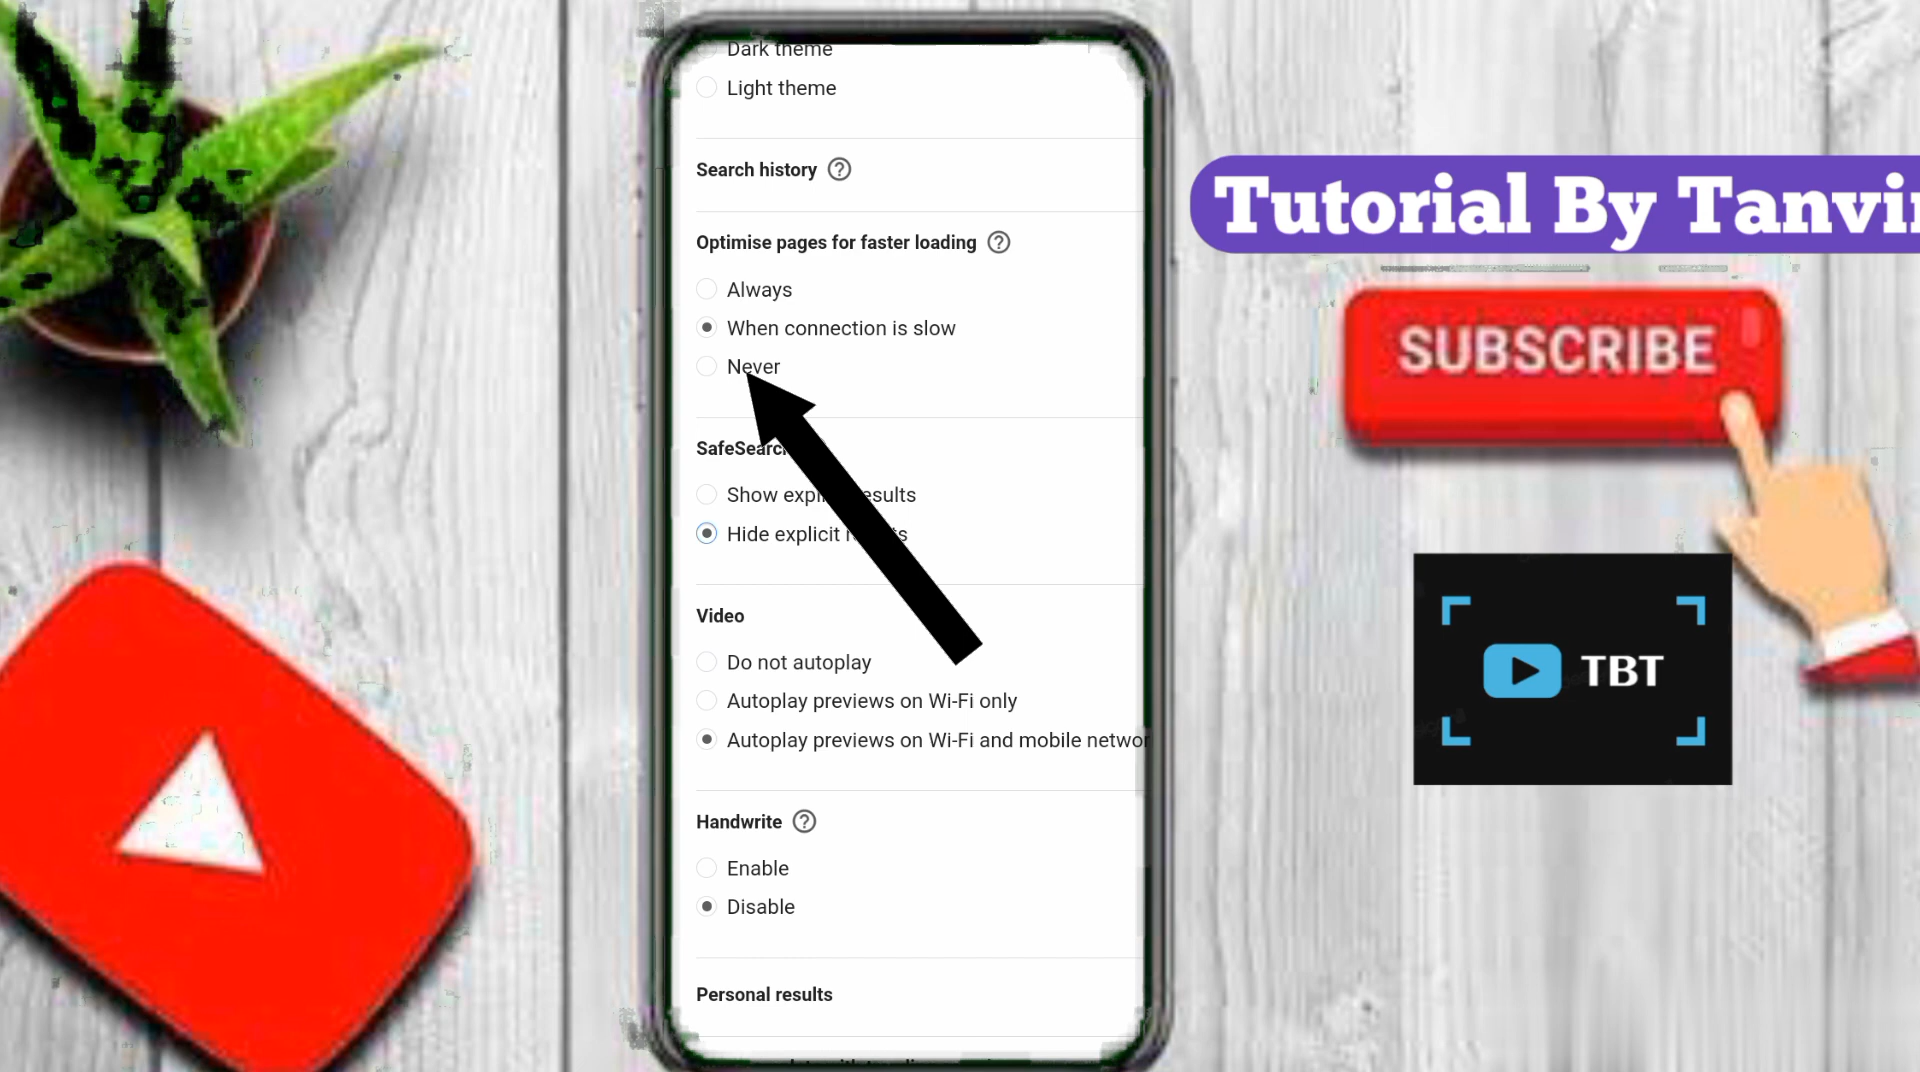 Dark theme
Light theme
Search history
Optimise pages for faster loading
Always
When connection is slow
Never
SafeSearch
Show explicit results
Hide explicit results
Video
Do not autoplay
Autoplay previews on Wi-Fi only
Autoplay previews on Wi-Fi and mobile networ
Handwrite
Enable
Disable
Personal results
Tutorial By Tanvir
SUBSCRIBE
TBT